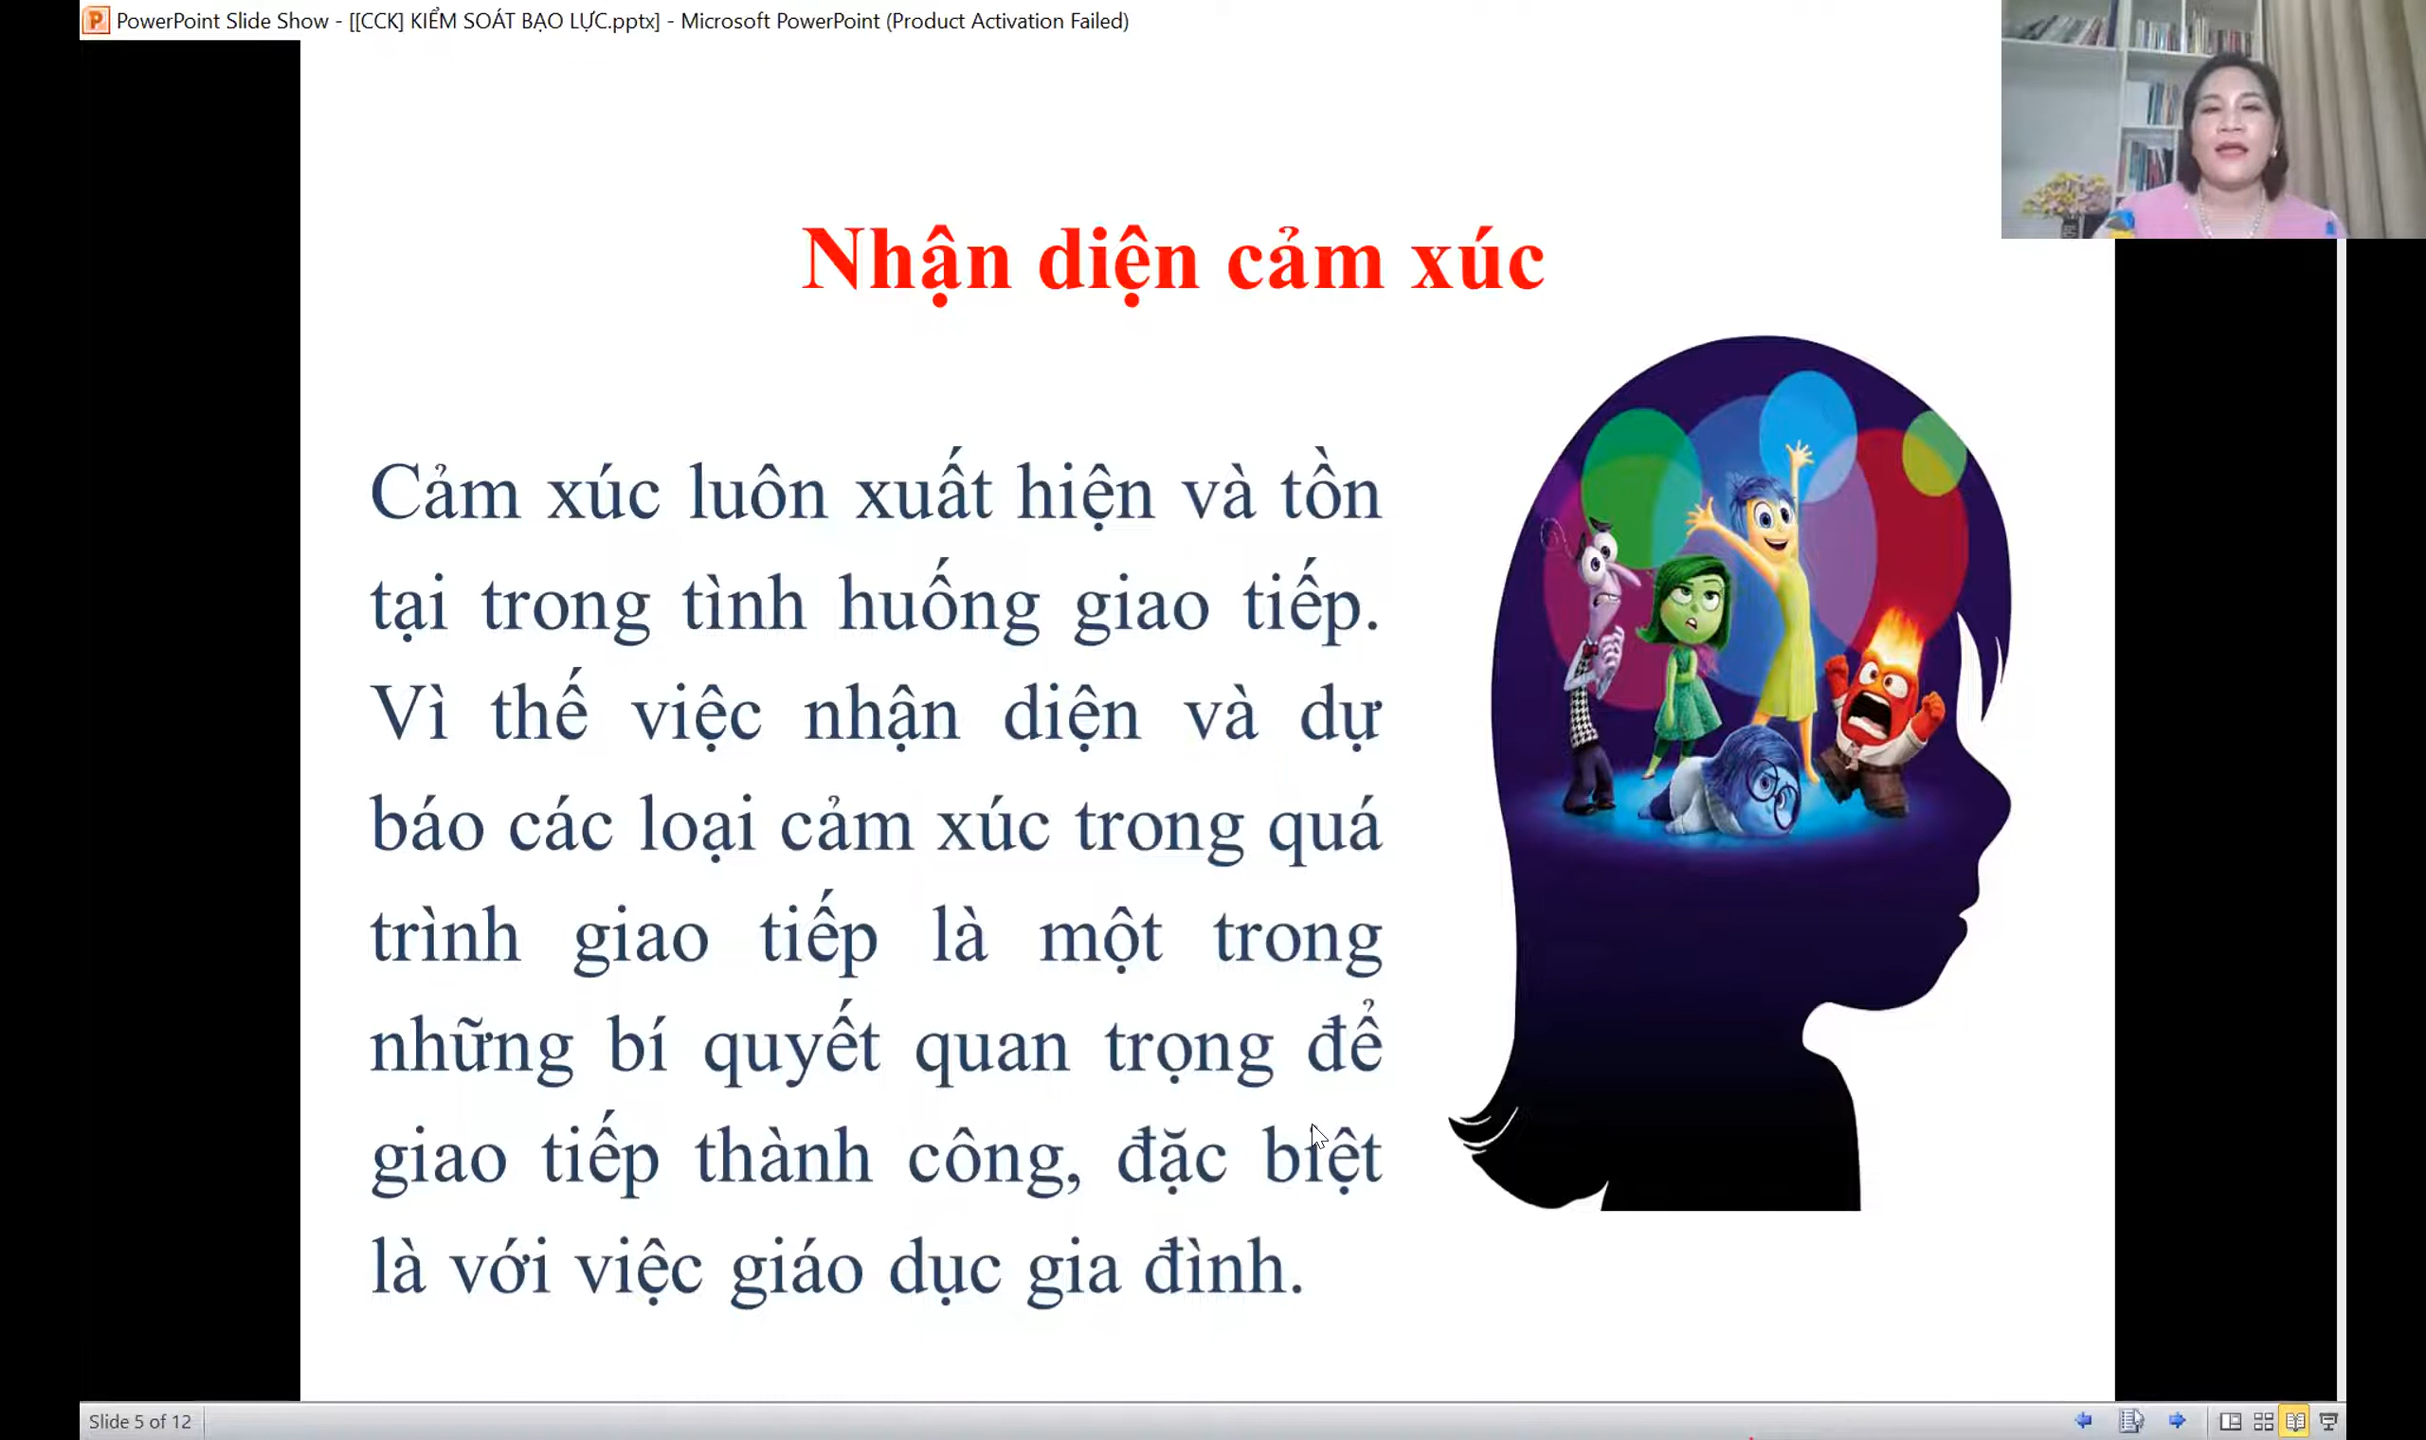 PowerPoint Slide Show - [[CCK] KIỂM SOÁT BẠO LỰC.pptx] - Microsoft PowerPoint (Product Activation Failed)
Nhận diện cảm xúc
Cảm xúc luôn xuất hiện và tồn
tại trong tình huống giao tiếp.
Vì thế việc nhận diện và dự
báo các loại cảm xúc trong quá
trình giao tiếp là một trong
những bí quyết quan trọng để
giao tiếp thành công, đặc biệt
là với việc giáo dục gia đình.
Slide 5 of 12